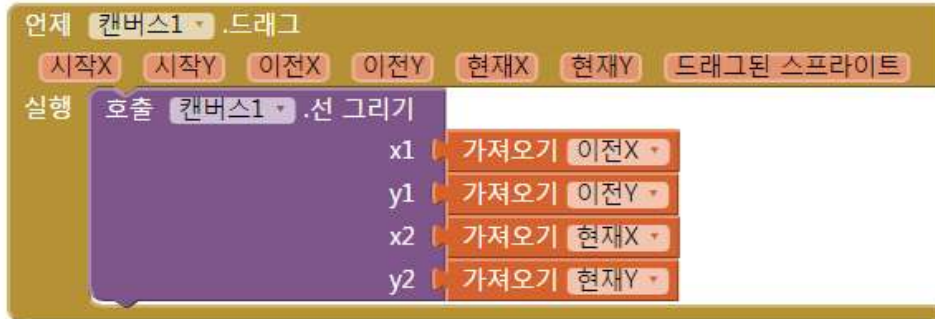 언제 캔버스1 .드래그
시작X 시작Y 이전X 이전Y 현재X 현재Y 드래그된 스프라이트
실행 호출 캔버스1 .선 그리기
x1 가져오기 이전X
y1 가져오기 이전Y
x2 가져오기 현재X
y2 가져오기 현재Y